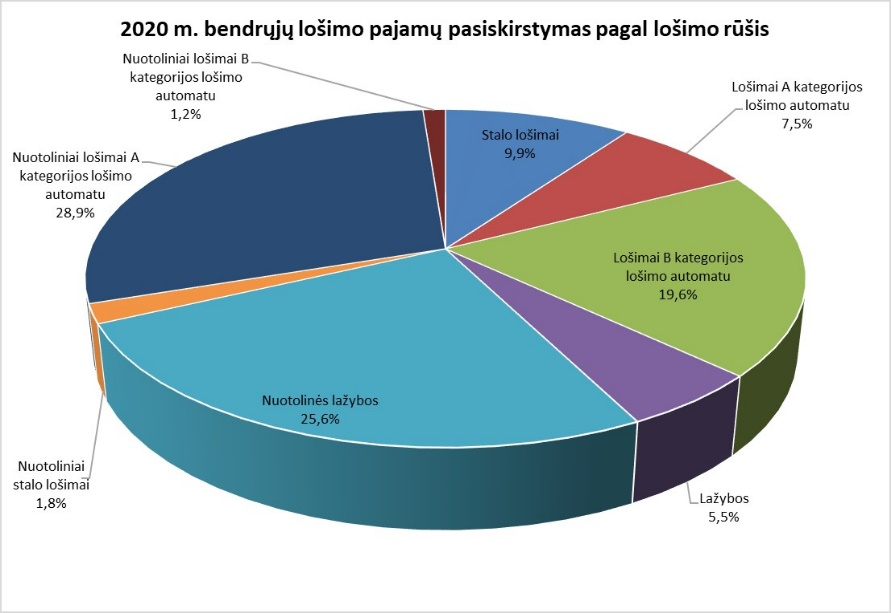 2020 m. bendrųjų lošimo pajamų pasiskirstymas pagal lošimo rūšis
Nuotoliniai lošimai B
kategorijos lošimo
automatu
1,2%
Lošimai A kategorijos
lošimo automatu
7,5%
Stalo lošimai
9,9%
Nuotoliniai lošimai A
kategorijos lošimo
automatu
28,9%
Lošimai B kategorijos
lošimo automatu
19,6%
Nuotolinės lažybos
25,6%
Nuotoliniai
stalo lošimai
1,8%
Lažybos
5,5%